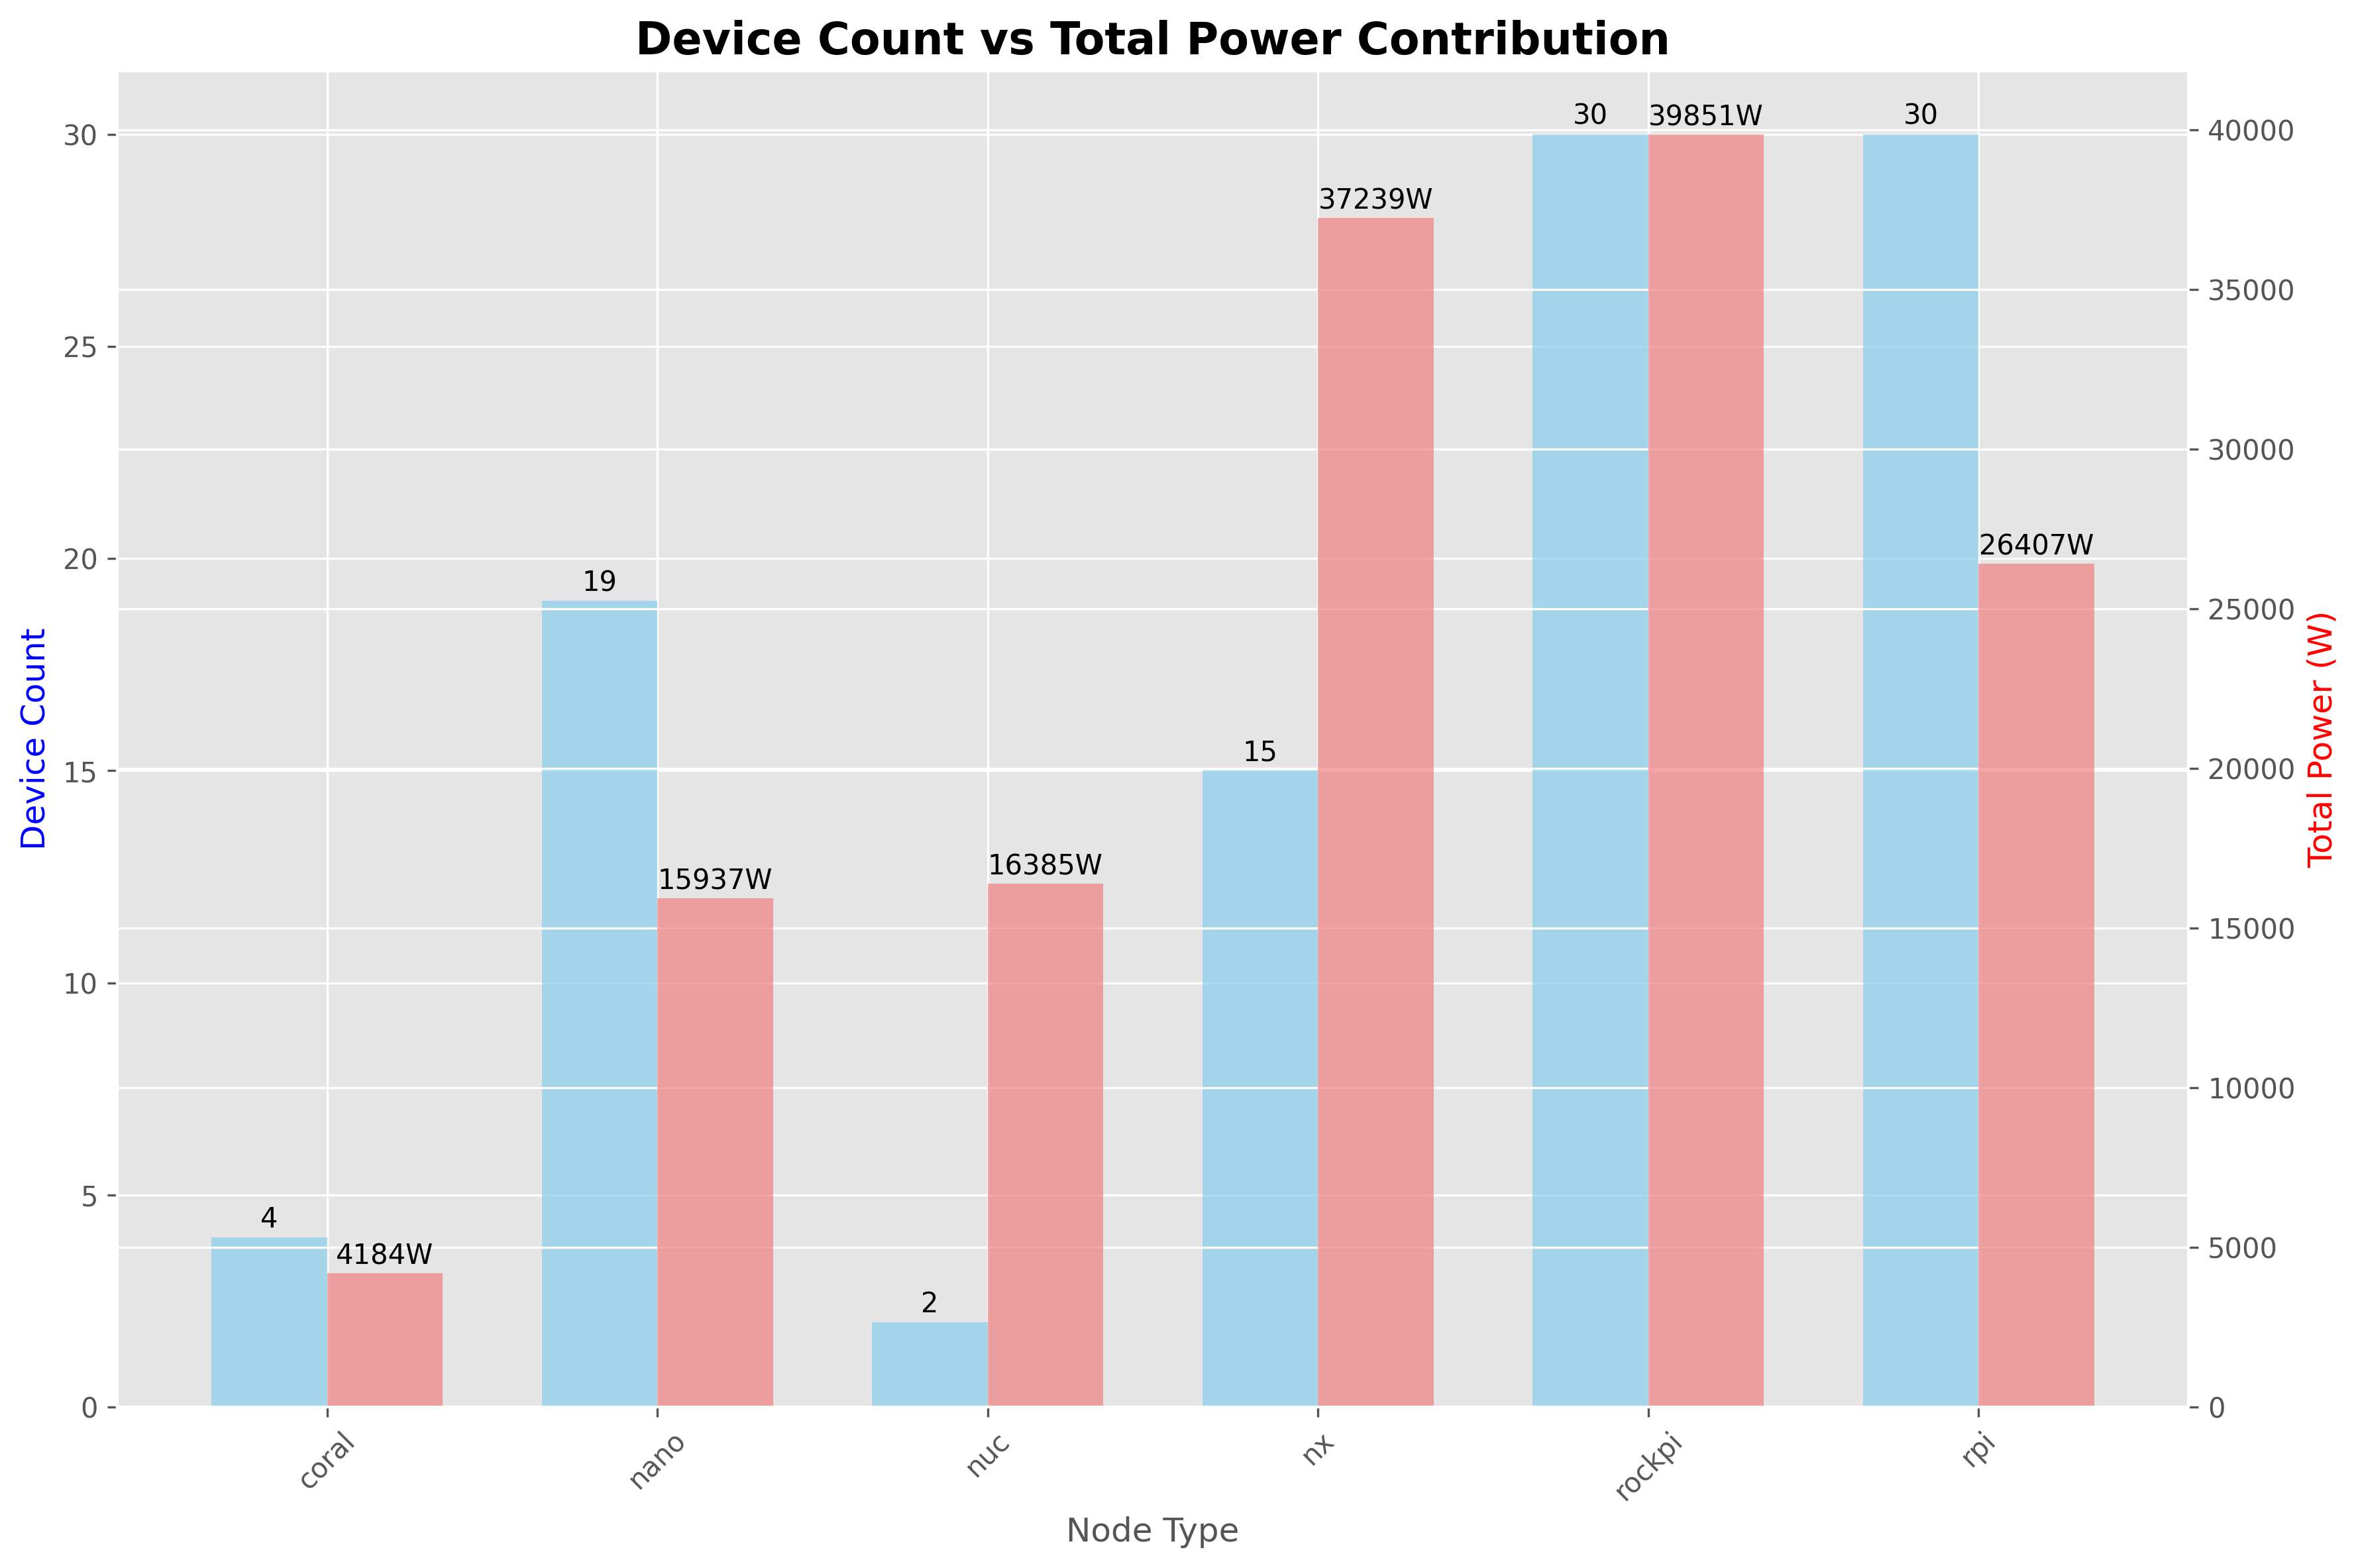 Device Count vs Total Power Contribution
30
25
20
15
10
5
0
Device Count
40000
35000
30000
25000
20000
15000
10000
5000
0
Total Power (W)
4
4184W
19
15937W
2
16385W
15
37239W
30
39851W
30
26407W
coral
nano
nuc
nx
rockpi
rpi
Node Type